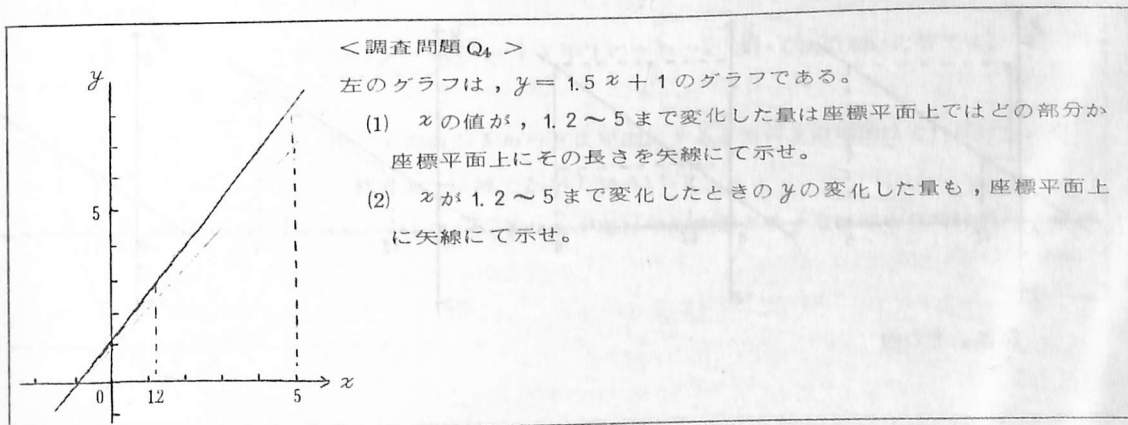 <調査問題Q₄>
左のグラフは，y＝1.5x＋1のグラフである。
(1) xの値が，1.2〜5まで変化した量は座標平面上ではどの部分か
座標平面上にその長さを矢線にて示せ。
(2) xが1.2〜5まで変化したときのyの変化した量も，座標平面上
に矢線にて示せ。
y
5
0 1.2 5 x